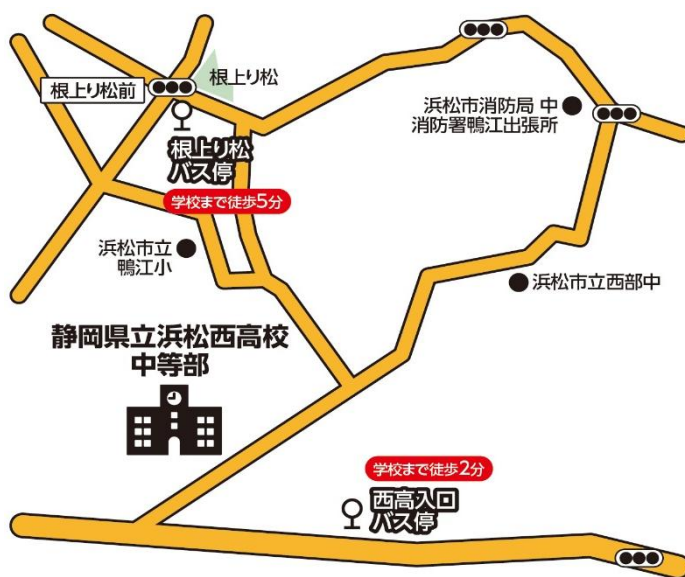 根上り松前
根上り松
根上り松
バス停
学校まで徒歩5分
浜松市消防局 中
消防署鴨江出張所
浜松市立
鴨江小
浜松市立西部中
静岡県立浜松西高校
中等部
学校まで徒歩2分
西高入口
バス停